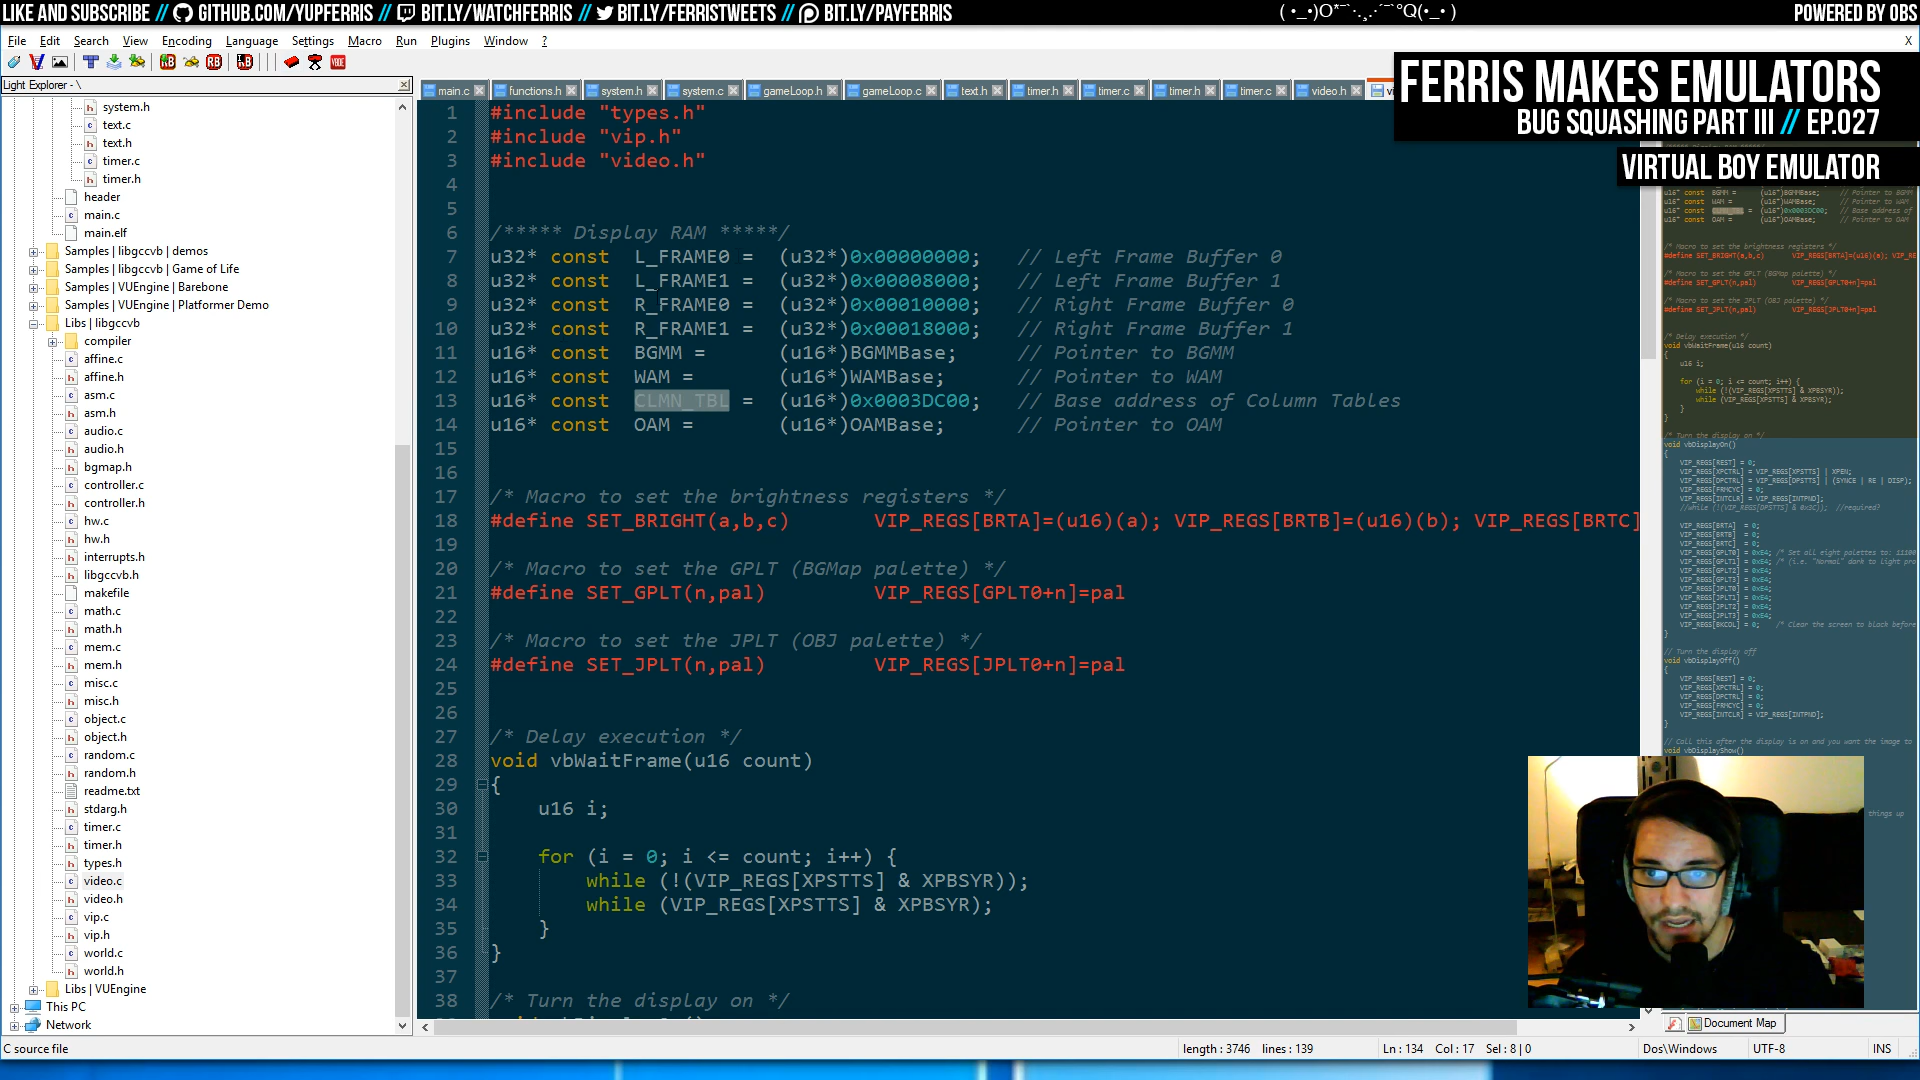 LIKE AND SUBSCRIBE // GITHUB.COM/YUPFERRIS // BIT.LY/WATCHFERRIS // BIT.LY/FERRISTWEETS // BIT.LY/PAYFERRIS
POWERED BY OBS
File Edit Search View Encoding Language Settings Macro Run Plugins Window ? X
Light Explorer - \
main.c functions.h system.h system.c gameLoop.h gameLoop.c text.h timer.h timer.c timer.h timer.c video.h
FERRIS MAKES EMULATORS
BUG SQUASHING PART III // EP.027
VIRTUAL BOY EMULATOR
system.h
text.c
text.h
timer.c
timer.h
header
main.c
main.elf
Samples | libgccvb | demos
Samples | libgccvb | Game of Life
Samples | VUEngine | Barebone
Samples | VUEngine | Platformer Demo
Libs | libgccvb
compiler
affine.c
affine.h
asm.c
asm.h
audio.c
audio.h
bgmap.h
controller.c
controller.h
hw.c
hw.h
interrupts.h
libgccvb.h
makefile
math.c
math.h
mem.c
mem.h
misc.c
misc.h
object.c
object.h
random.c
random.h
readme.txt
stdarg.h
timer.c
timer.h
types.h
video.c
video.h
vip.c
vip.h
world.c
world.h
Libs | VUEngine
This PC
Network
1 #include "types.h"
2 #include "vip.h"
3 #include "video.h"
4
5
6 /***** Display RAM *****/
7 u32* const L_FRAME0 = (u32*)0x00000000; // Left Frame Buffer 0
8 u32* const L_FRAME1 = (u32*)0x00008000; // Left Frame Buffer 1
9 u32* const R_FRAME0 = (u32*)0x00010000; // Right Frame Buffer 0
10 u32* const R_FRAME1 = (u32*)0x00018000; // Right Frame Buffer 1
11 u16* const BGMM = (u16*)BGMMBase; // Pointer to BGMM
12 u16* const WAM = (u16*)WAMBase; // Pointer to WAM
13 u16* const CLMN_TBL = (u16*)0x0003DC00; // Base address of Column Tables
14 u16* const OAM = (u16*)OAMBase; // Pointer to OAM
15
16
17 /* Macro to set the brightness registers */
18 #define SET_BRIGHT(a,b,c) VIP_REGS[BRTA]=(u16)(a); VIP_REGS[BRTB]=(u16)(b); VIP_REGS[BRTC]
19
20 /* Macro to set the GPLT (BGMap palette) */
21 #define SET_GPLT(n,pal) VIP_REGS[GPLT0+n]=pal
22
23 /* Macro to set the JPLT (OBJ palette) */
24 #define SET_JPLT(n,pal) VIP_REGS[JPLT0+n]=pal
25
26
27 /* Delay execution */
28 void vbWaitFrame(u16 count)
29 {
30 u16 i;
31
32 for (i = 0; i <= count; i++) {
33 while (!(VIP_REGS[XPSTTS] & XPBSYR));
34 while (VIP_REGS[XPSTTS] & XPBSYR);
35 }
36 }
37
38 /* Turn the display on */
Document Map
C source file
length : 3746 lines : 139 Ln : 134 Col : 17 Sel : 8 | 0 Dos\Windows UTF-8 INS